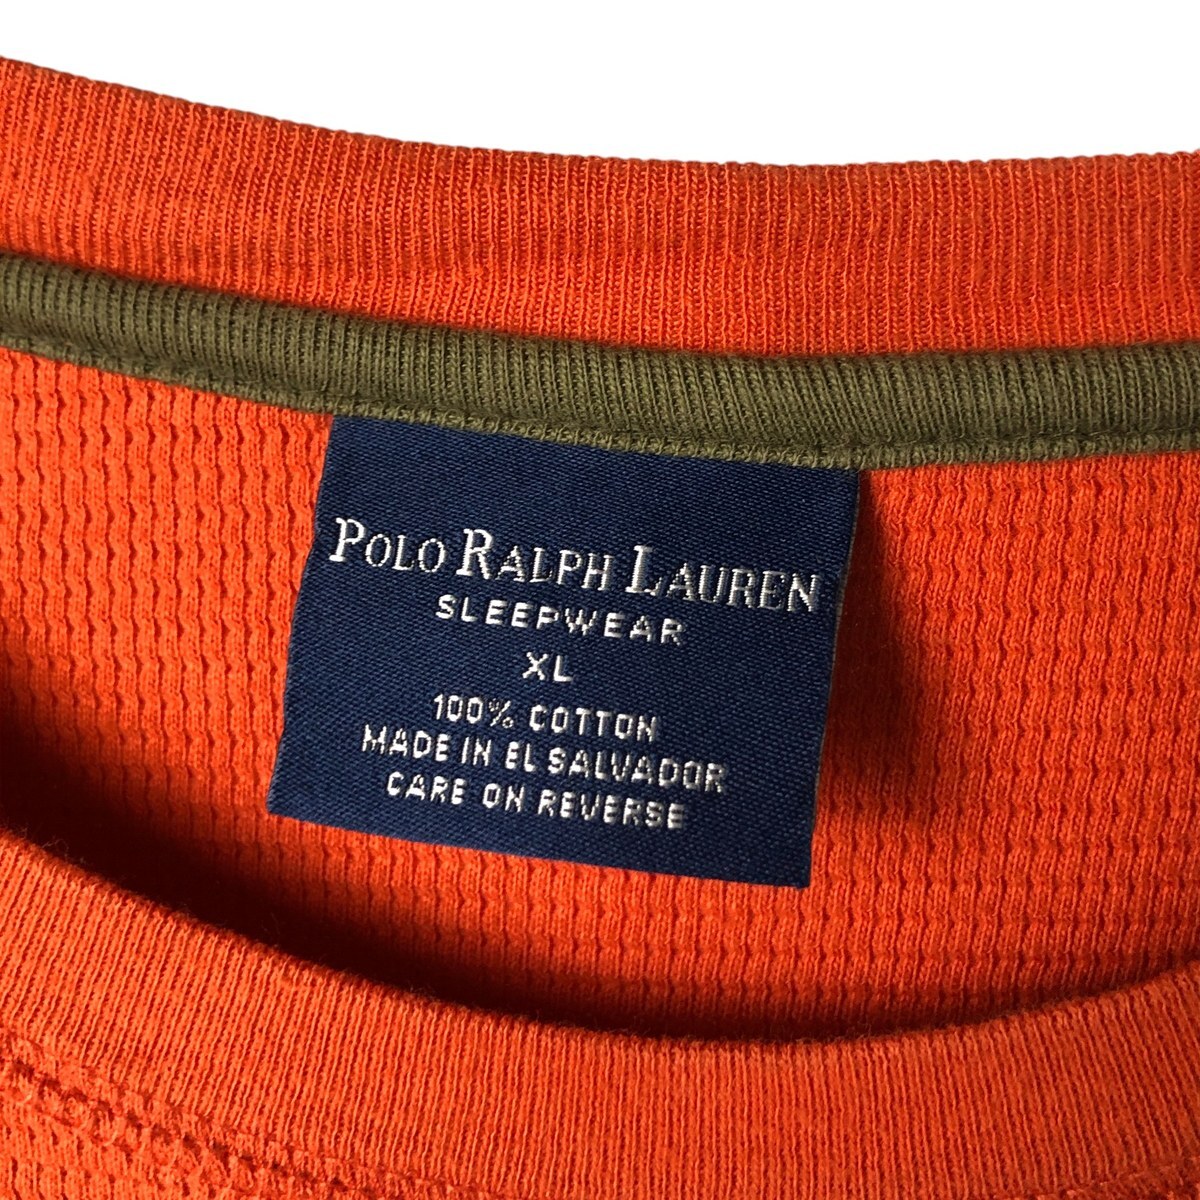 POLO RALPH LAUREN
SLEEPWEAR
XL
100% COTTON
MADE IN EL SALVADOR
CARE ON REVERSE